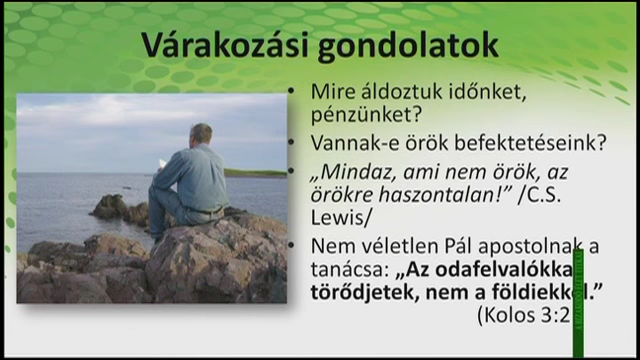 Várakozási gondolatok
• Mire áldoztuk időnket,
pénzünket?
• Vannak-e örök befektetéseink?
• „Mindaz, ami nem örök, az
örökre haszontalan!” /C.S.
Lewis/
• Nem véletlen Pál apostolnak a
tanácsa: „Az odafelvalókka
törődjetek, nem a földiekkel.”
(Kolos 3:2